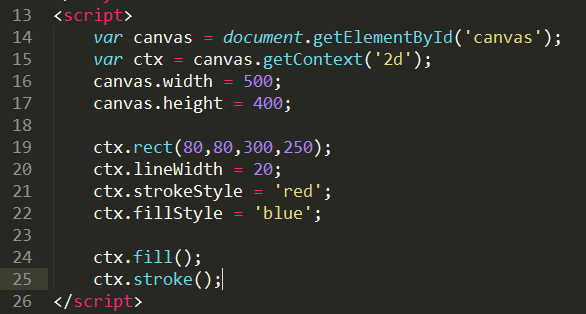 13 <script>
14     var canvas = document.getElementById('canvas');
15     var ctx = canvas.getContext('2d');
16     canvas.width = 500;
17     canvas.height = 400;
18
19     ctx.rect(80,80,300,250);
20     ctx.lineWidth = 20;
21     ctx.strokeStyle = 'red';
22     ctx.fillStyle = 'blue';
23
24     ctx.fill();
25     ctx.stroke();
26 </script>